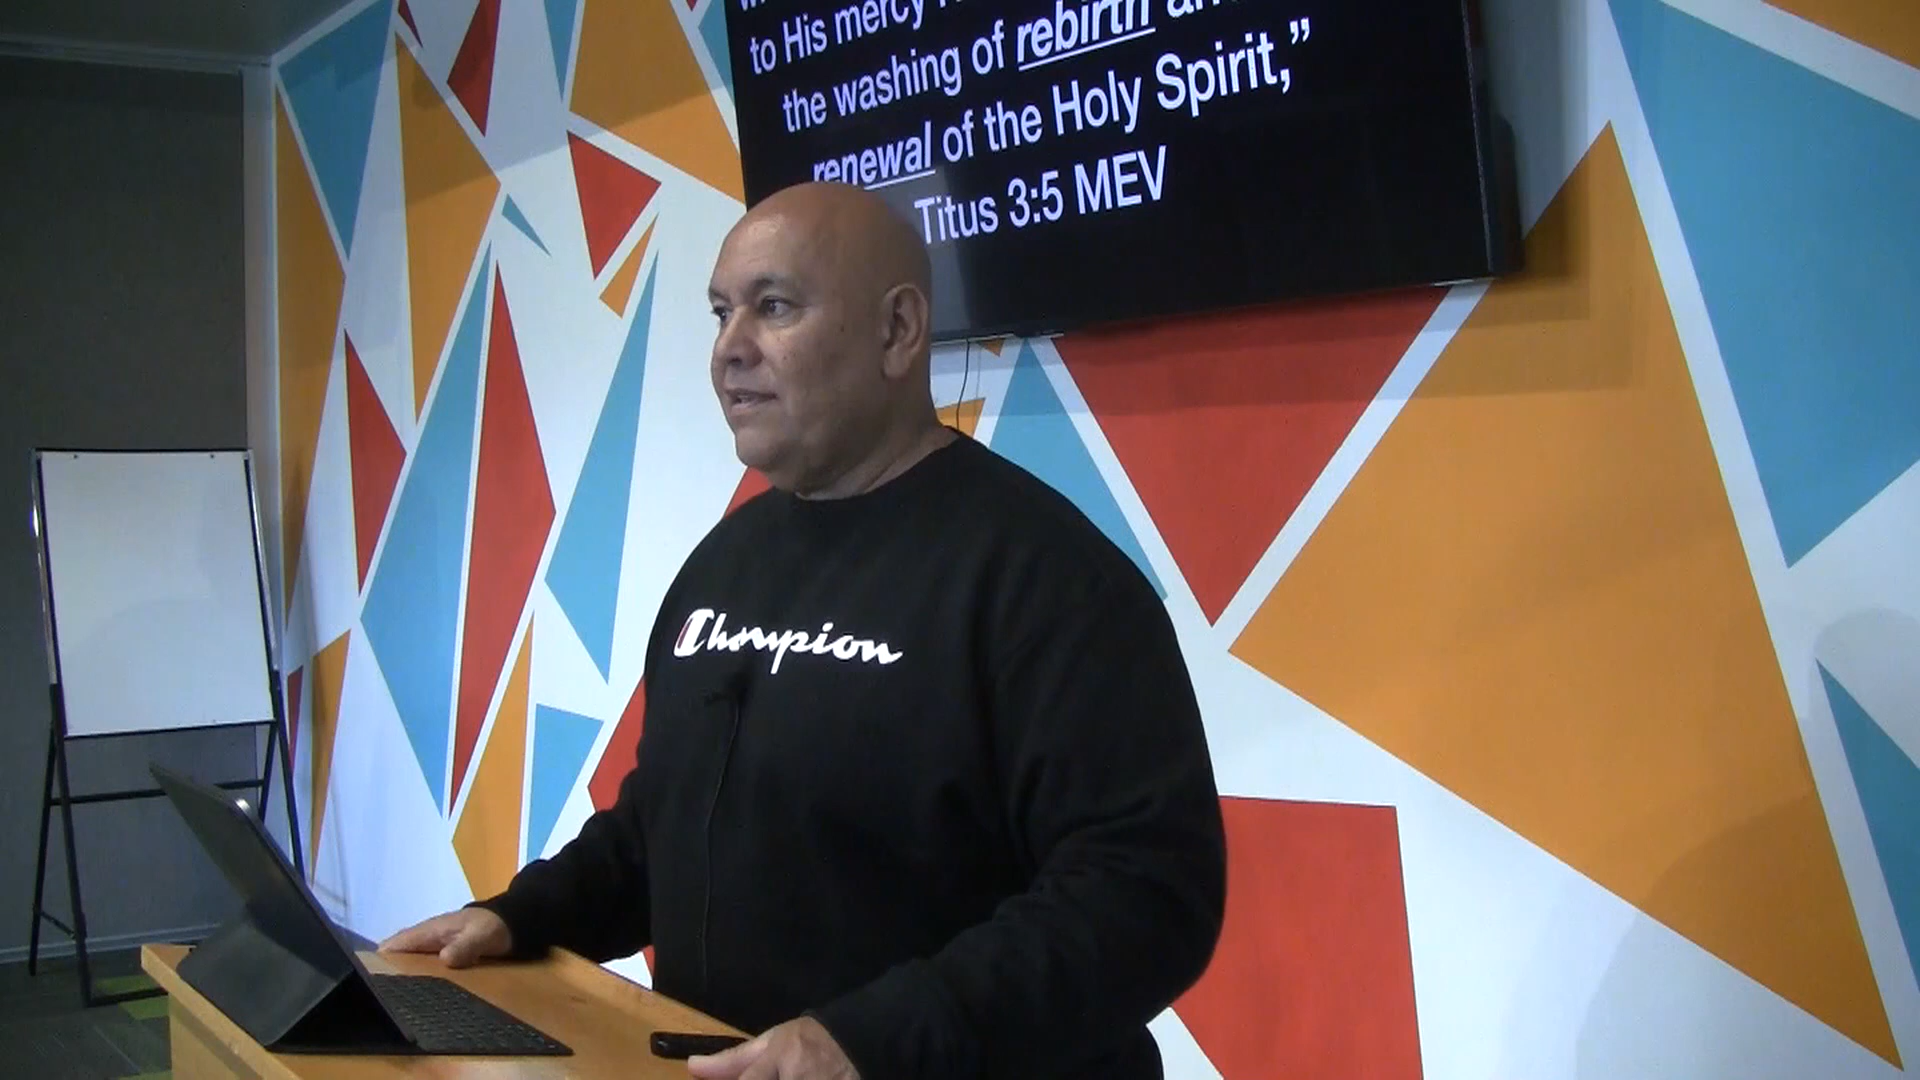 to His mercy
the washing of rebirth
renewal of the Holy Spirit,”
Titus 3:5 MEV
Champion